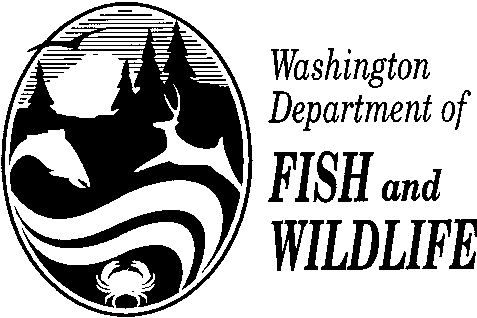 Washington
Department of
FISH and
WILDLIFE